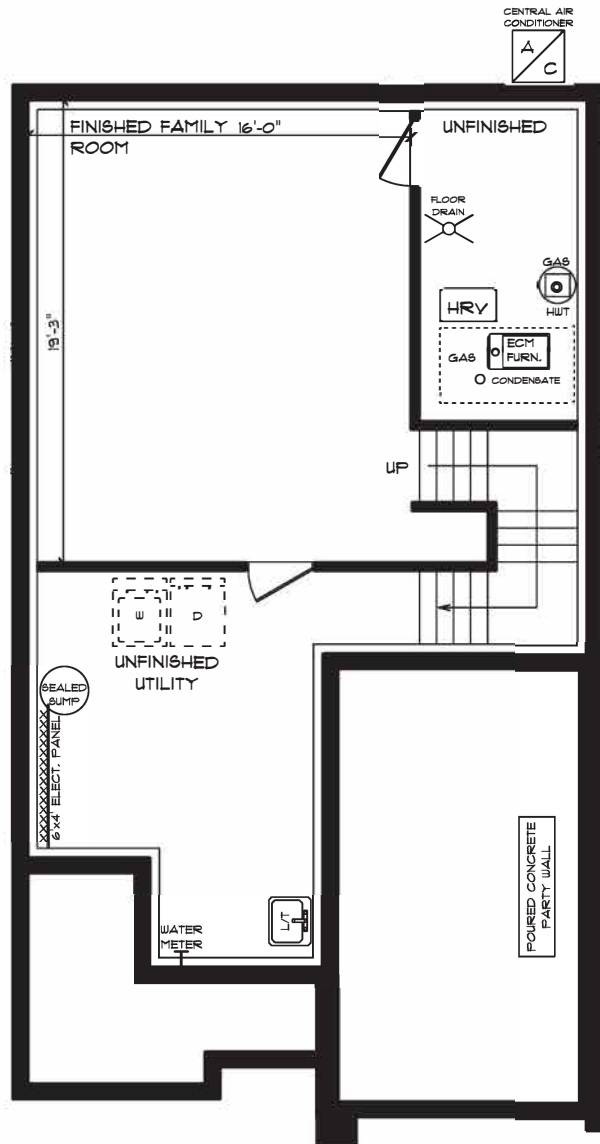 CENTRAL AIR
CONDITIONER
A
C
FINISHED FAMILY 16'-0"
ROOM
UNFINISHED
FLOOR
DRAIN
GAS
HWT
HRV
19'-3"
GAS
ECM
FURN.
CONDENSATE
UP
W
D
UNFINISHED
UTILITY
SEALED
SUMP
6'x4' ELECT. PANEL
L/T
WATER
METER
POURED CONCRETE
PARTY WALL